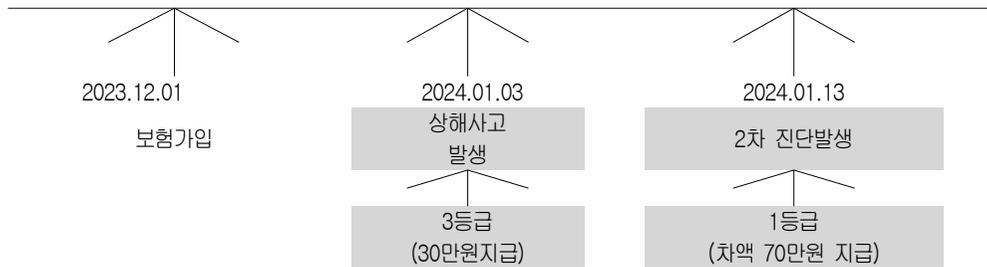 2023.12.01
보험가입
2024.01.03
상해사고
발생
3등급
(30만원지급)
2024.01.13
2차 진단발생
1등급
(차액 70만원 지급)